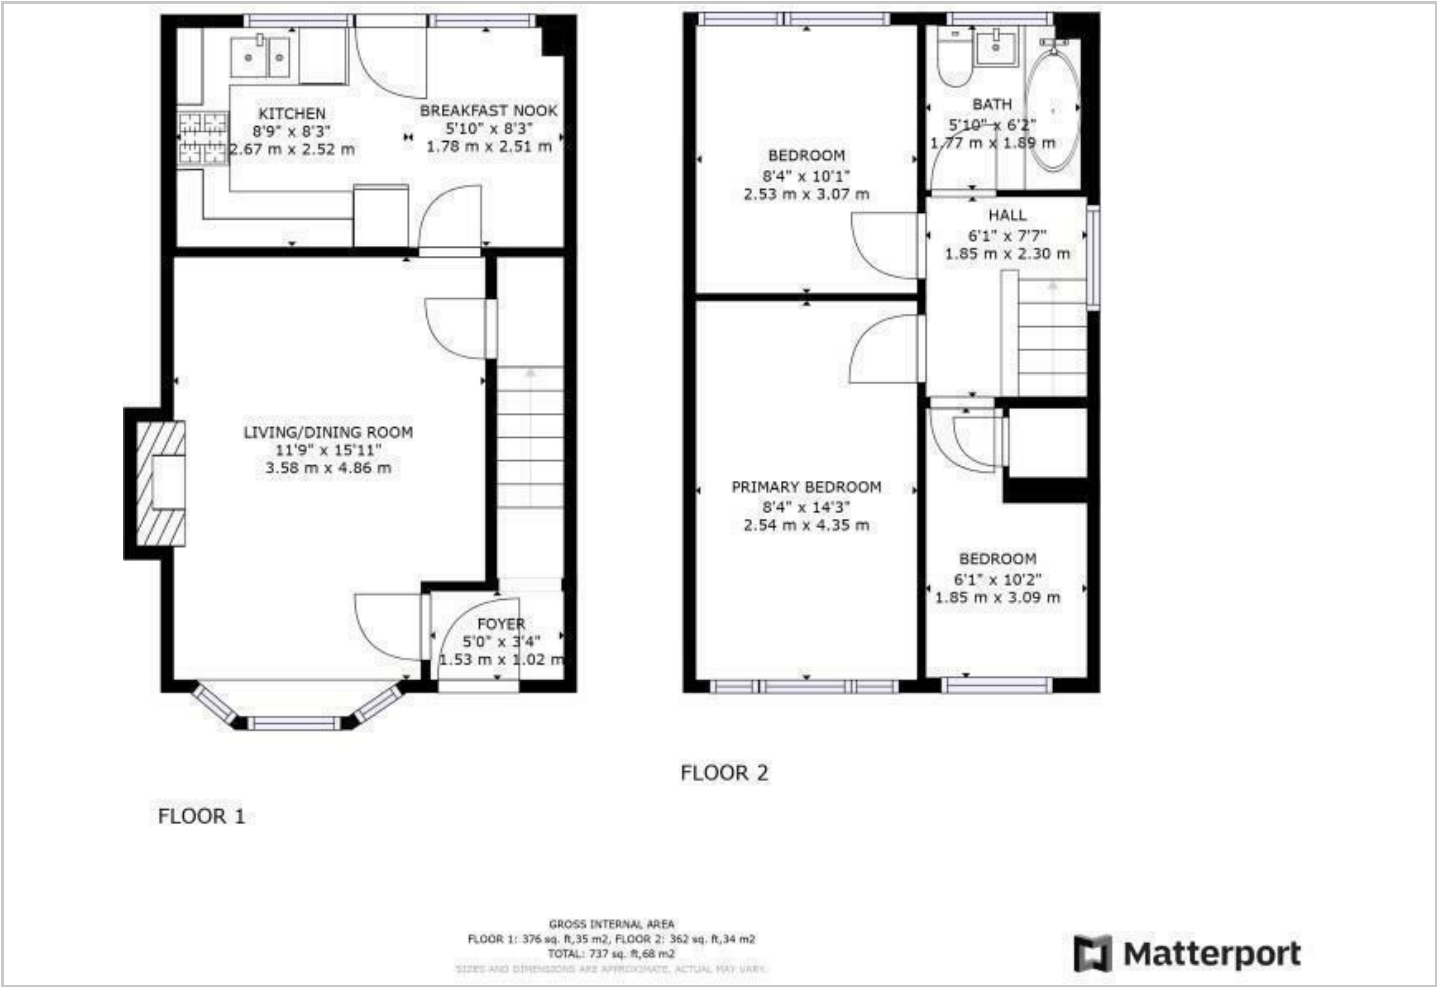 KITCHEN
8'9" x 8'3"
2.67 m x 2.52 m
BREAKFAST NOOK
5'10" x 8'3"
1.78 m x 2.51 m
LIVING/DINING ROOM
11'9" x 15'11"
3.58 m x 4.86 m
FOYER
5'0" x 3'4"
1.53 m x 1.02 m
FLOOR 1
BEDROOM
8'4" x 10'1"
2.53 m x 3.07 m
BATH
5'10" x 6'2"
1.77 m x 1.89 m
HALL
6'1" x 7'7"
1.85 m x 2.30 m
PRIMARY BEDROOM
8'4" x 14'3"
2.54 m x 4.35 m
BEDROOM
6'1" x 10'2"
1.85 m x 3.09 m
FLOOR 2
GROSS INTERNAL AREA
FLOOR 1: 376 sq. ft,35 m2, FLOOR 2: 362 sq. ft,34 m2
TOTAL: 737 sq. ft,68 m2
SIZES AND DIMENSIONS ARE APPROXIMATE, ACTUAL MAY VARY.
Matterport